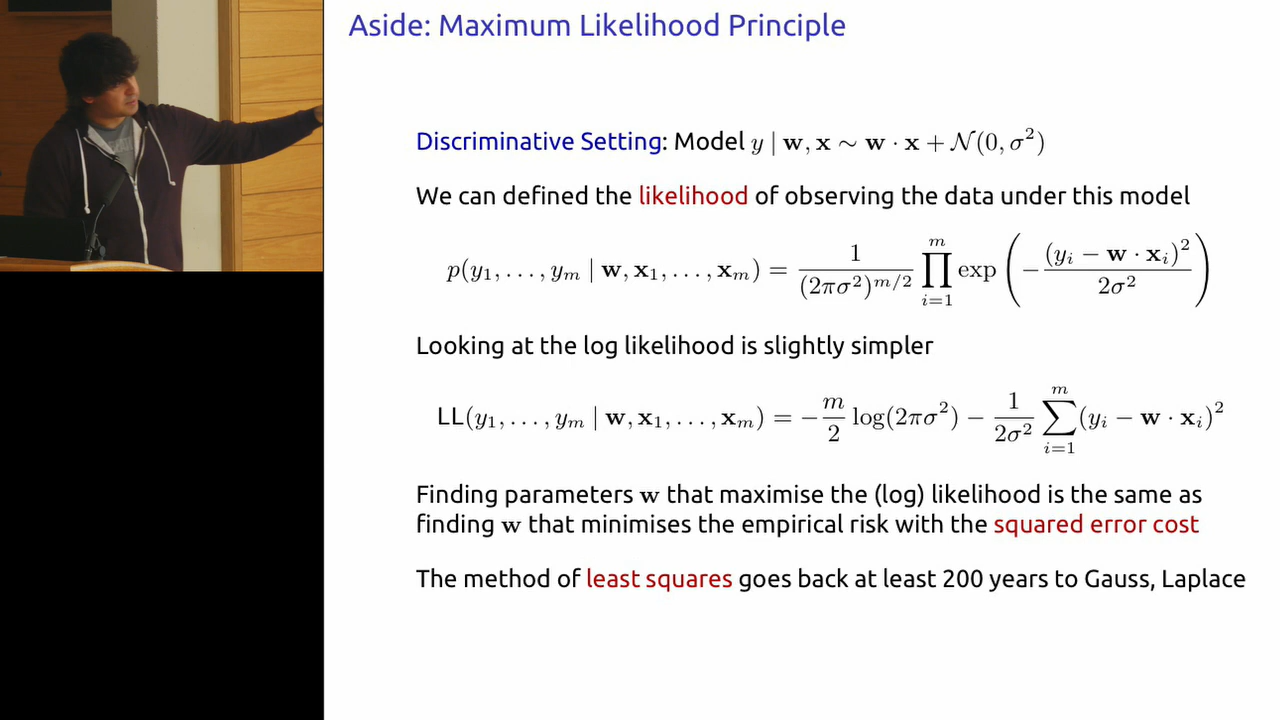 Aside: Maximum Likelihood Principle
Discriminative Setting: Model y | w, x ∼ w · x + N(0, σ²)
We can defined the likelihood of observing the data under this model
p(y₁, . . . , yₘ | w, x₁, . . . , xₘ) = 1/(2πσ²)^{m/2} ∏_{i=1}^{m} exp(−(yᵢ − w · xᵢ)²/2σ²)
Looking at the log likelihood is slightly simpler
LL(y₁, . . . , yₘ | w, x₁, . . . , xₘ) = −m/2 log(2πσ²) − 1/2σ² ∑_{i=1}^{m} (yᵢ − w · xᵢ)²
Finding parameters w that maximise the (log) likelihood is the same as
finding w that minimises the empirical risk with the squared error cost
The method of least squares goes back at least 200 years to Gauss, Laplace